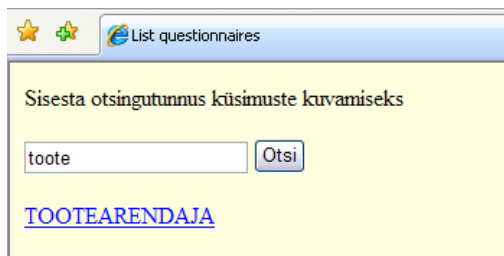 List questionnaires
Sisesta otsingutunnus küsimuste kuvamiseks
toote Otsi
TOOTEARENDAJA